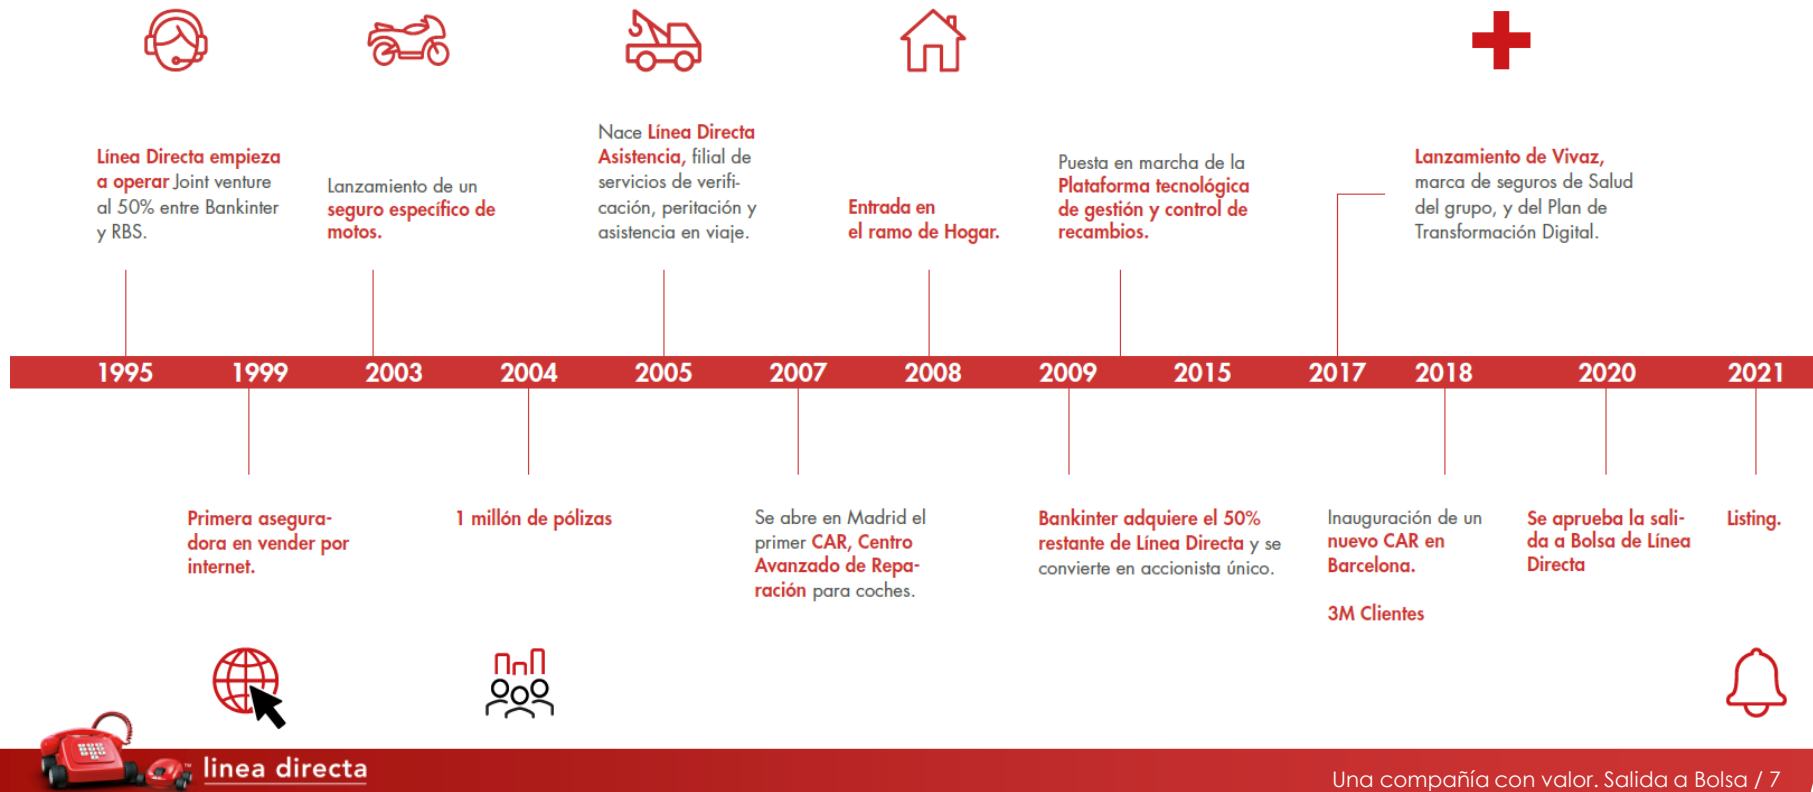 Línea Directa empieza
a operar Joint venture
al 50% entre Bankinter
y RBS.
Lanzamiento de un
seguro específico de
motos.
Nace Línea Directa
Asistencia, filial de
servicios de verifi-
cación, peritación y
asistencia en viaje.
Entrada en
el ramo de Hogar.
Puesta en marcha de la
Plataforma tecnológica
de gestión y control de
recambios.
Lanzamiento de Vivaz,
marca de seguros de Salud
del grupo, y del Plan de
Transformación Digital.
1995 1999 2003 2004 2005 2007 2008 2009 2015 2017 2018 2020 2021
Primera asegura-
dora en vender por
internet.
1 millón de pólizas
Se abre en Madrid el
primer CAR, Centro
Avanzado de Repa-
ración para coches.
Bankinter adquiere el 50%
restante de Línea Directa y se
convierte en accionista único.
Inauguración de un
nuevo CAR en
Barcelona.
3M Clientes
Se aprueba la sali-
da a Bolsa de Línea
Directa
Listing.
linea directa
Una compañía con valor. Salida a Bolsa / 7